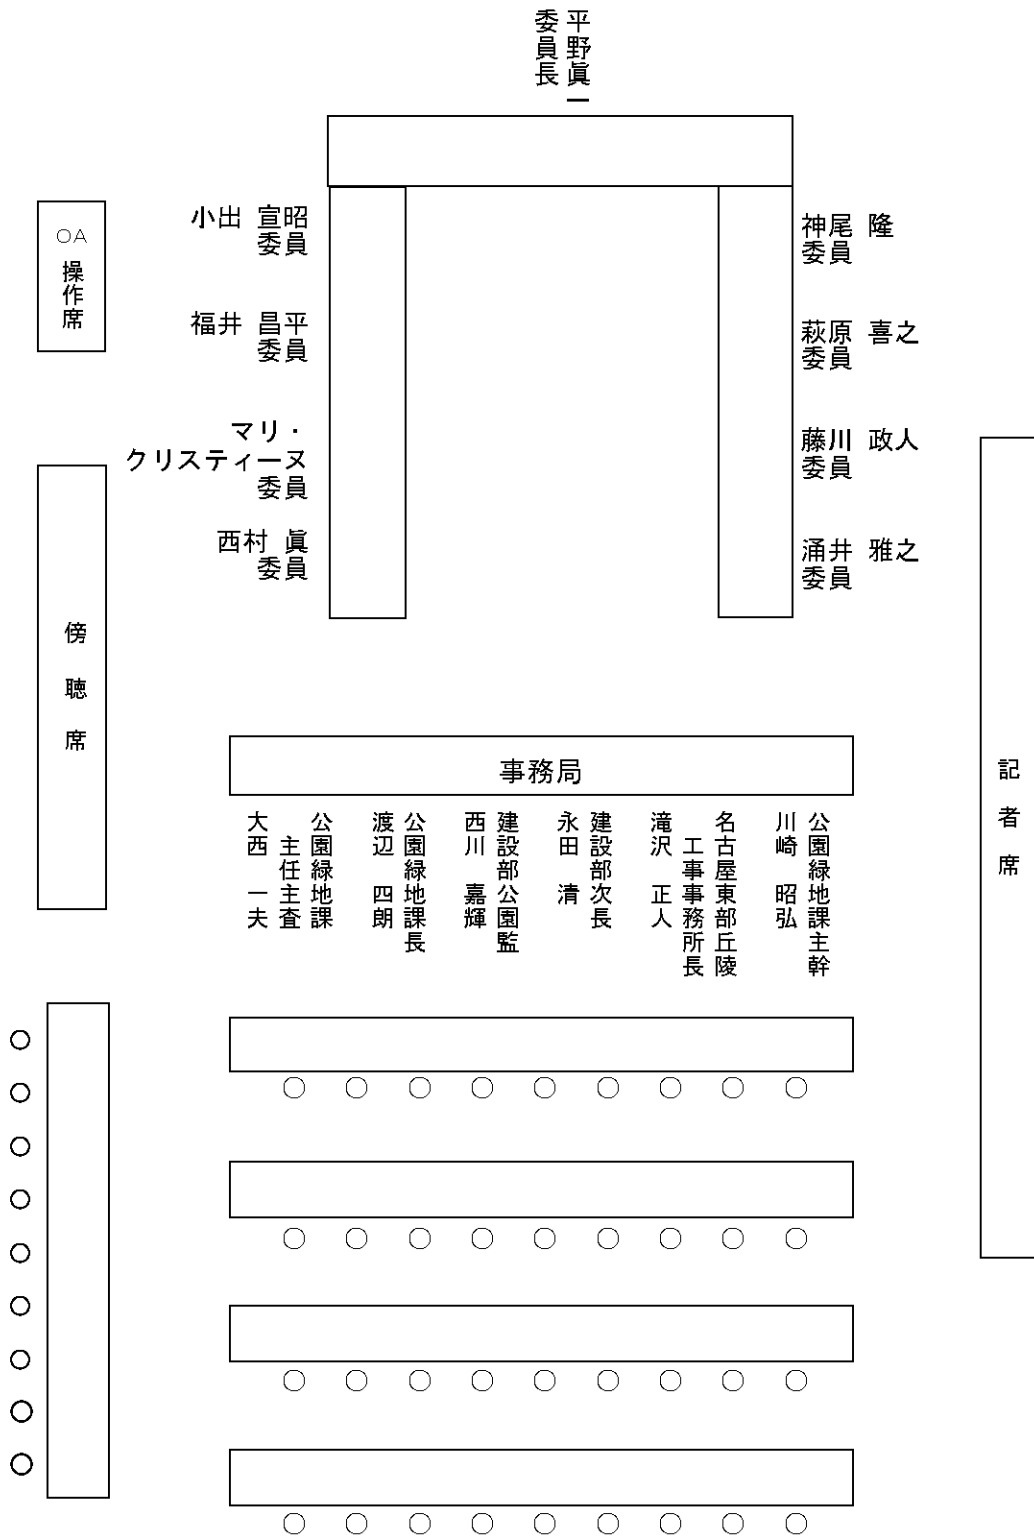 平野眞一
委員長
小出 宣昭
委員
福井 昌平
委員
マリ・
クリスティーヌ
委員
西村 眞
委員
神尾 隆
委員
萩原 喜之
委員
藤川 政人
委員
涌井 雅之
委員
OA
操作席
傍聴席
記者席
事務局
公園緑地課主幹
川崎 昭弘
名古屋東部丘陵
工事事務所長
滝沢 正人
建設部次長
永田 清
建設部公園監
西川 嘉輝
公園緑地課長
渡辺 四朗
公園緑地課
主任主査
大西 一夫